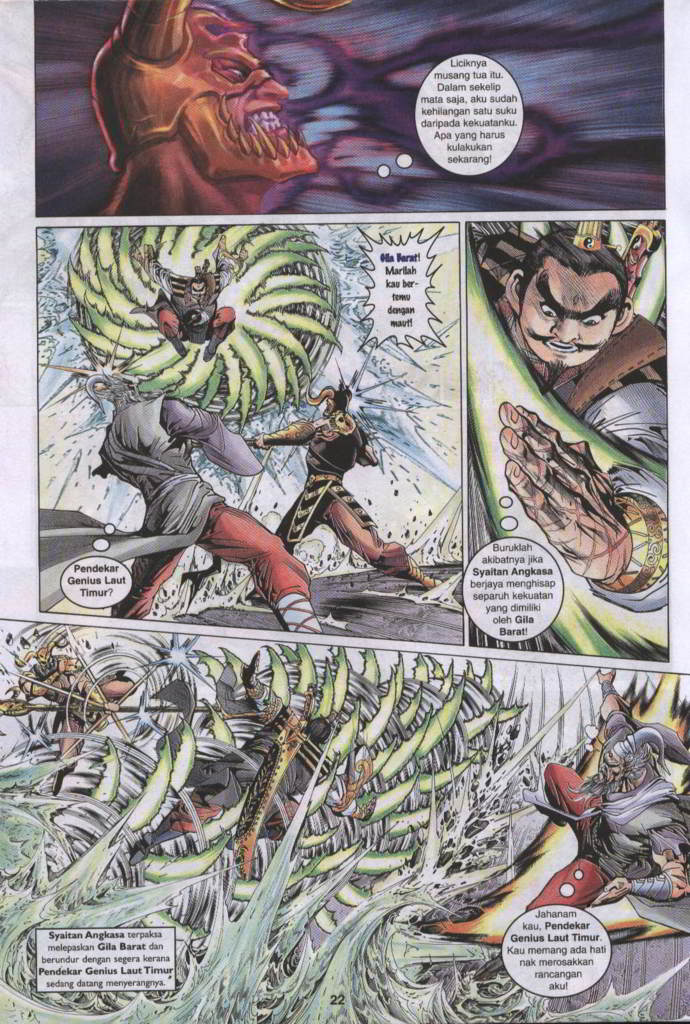 Liciknya
musang tua itu.
Dalam sekelip
mata saja, aku sudah
kehilangan satu suku
daripada kekuatanku.
Apa yang harus
kulakukan
sekarang!
Gila Barat!
Marilah
kau ber-
temu
dengan
maut!
Pendekar
Genius Laut
Timur?
Buruklah
akibatnya jika
Syaitan Angkasa
berjaya menghisap
separuh kekuatan
yang dimiliki
oleh Gila
Barat!
Syaitan Angkasa terpaksa
melepaskan Gila Barat dan
berundur dengan segera kerana
Pendekar Genius Laut Timur
sedang datang menyerangnya.
Jahanam
kau, Pendekar
Genius Laut Timur.
Kau memang ada hati
nak merosakkan
rancangan
aku!
22